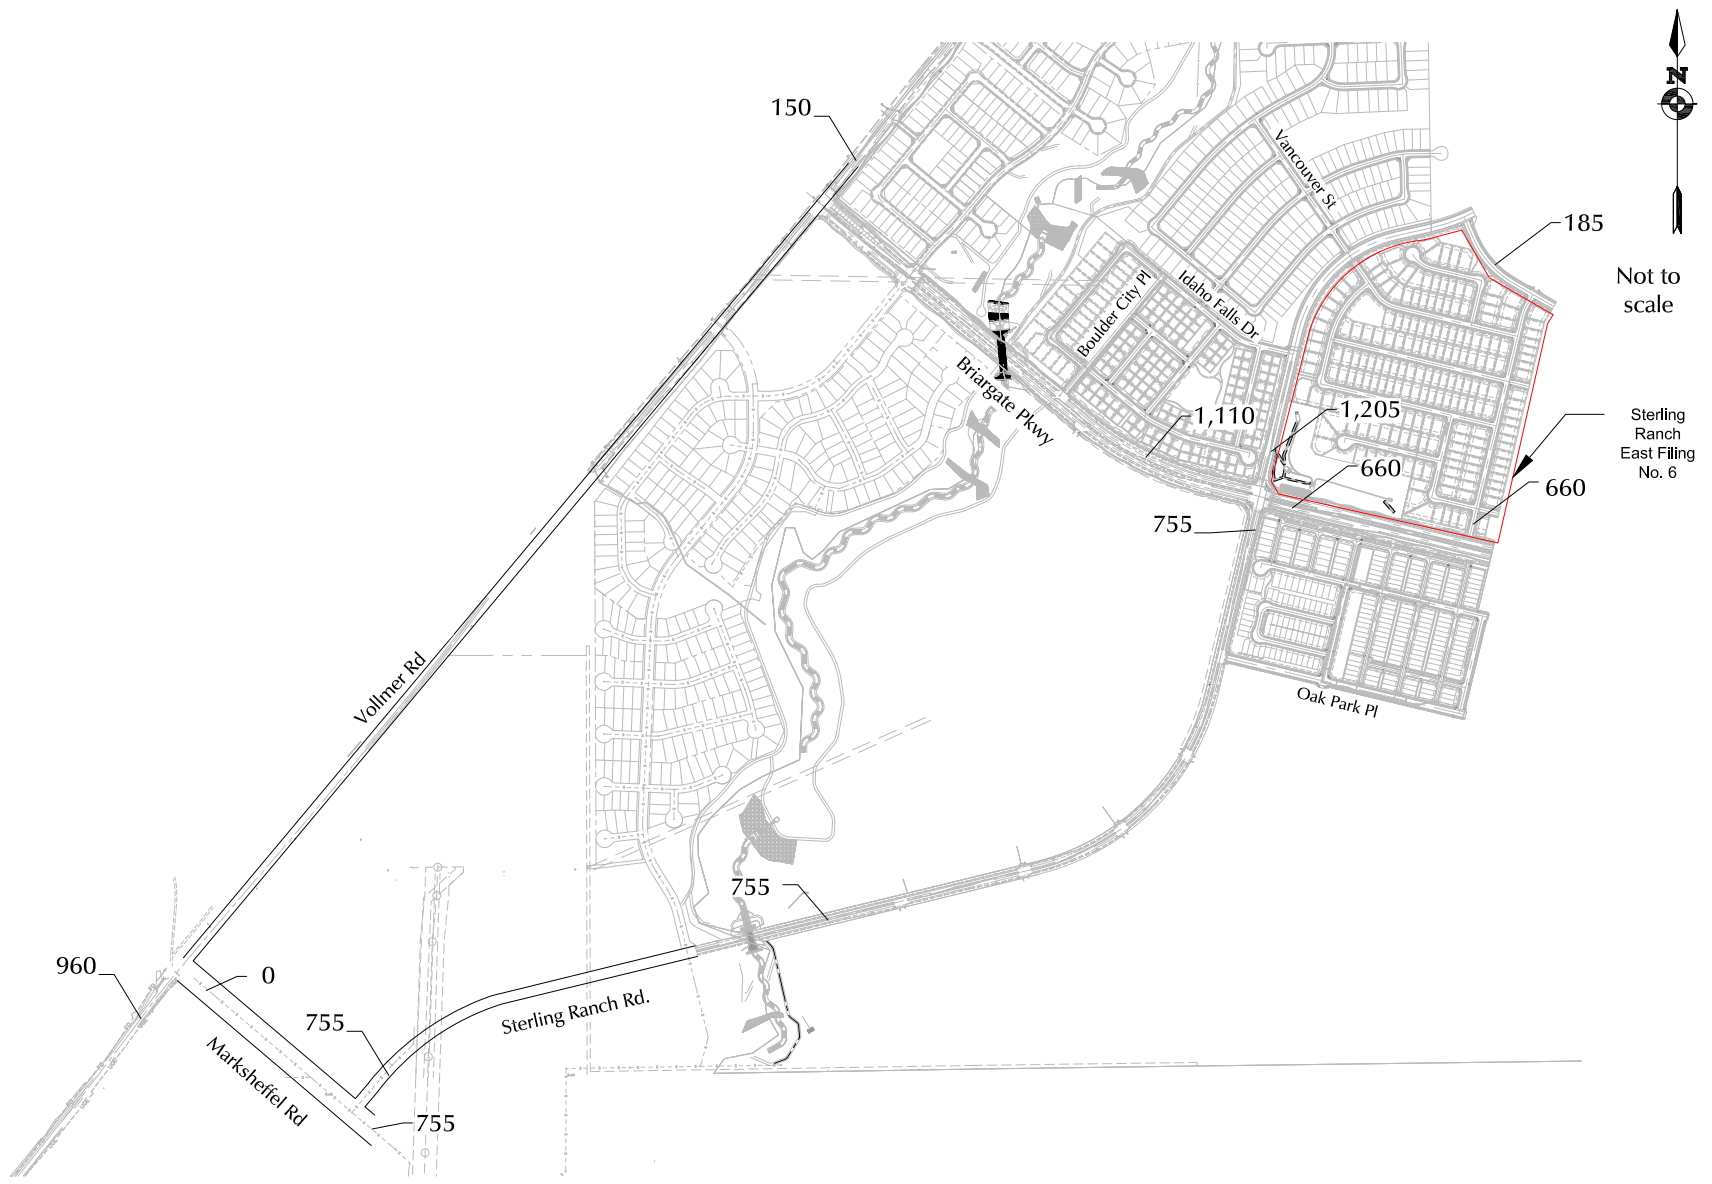 N
150
Vancouver St
185
Not to
scale
Boulder City Pl
Idaho Falls Dr
Briargate Pkwy
1,110
1,205
Sterling
Ranch
East Filing
No. 6
660
660
755
Vollmer Rd
Oak Park Pl
755
960
0
Sterling Ranch Rd.
755
Marksheffel Rd
755